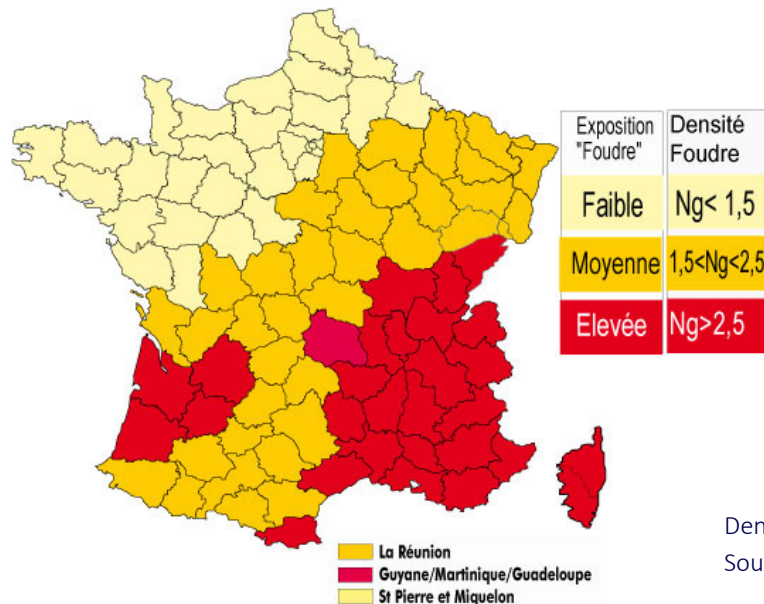 Exposition "Foudre"
Densité Foudre
Faible
Ng< 1,5
Moyenne
1,5<Ng<2,5
Elevée
Ng>2,5
La Réunion
Guyane/Martinique/Guadeloupe
St Pierre et Miquelon